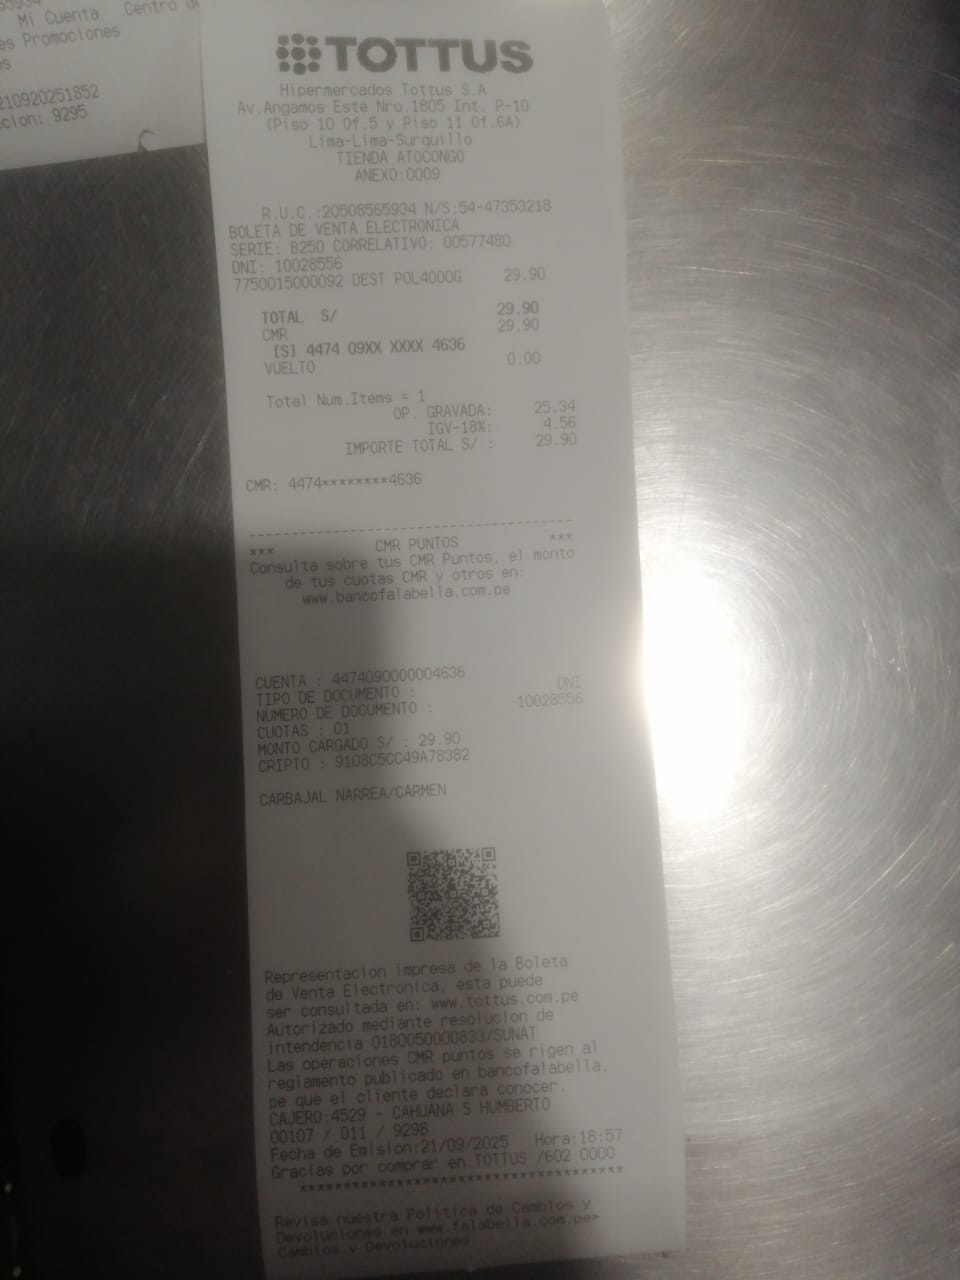 Mi Cuenta Centro
es Promociones
210920251852
cion: 9295
TOTTUS
Hipermercados Tottus S.A
Av.Angamos Este Nro.1805 Int. P-10
(Piso 10 Of.5 y Piso 11 Of.6A)
Lima-Lima-Surquillo
TIENDA ATOCONGO
ANEXO:0009
R.U.C.:20508565934 N/S:54-47353218
BOLETA DE VENTA ELECTRONICA
SERIE: B250 CORRELATIVO: 00577480
DNI: 10028556
7750015000092 DEST POL4000G 29.90
TOTAL S/ 29.90
CMR 29.90
[S] 4474 09XX XXXX 4636
VUELTO 0.00
Total Num.Items = 1
OP. GRAVADA: 25.34
IGV-18%: 4.56
IMPORTE TOTAL S/ : 29.90
CMR: 4474********4636
*** CMR PUNTOS ***
Consulta sobre tus CMR Puntos, el monto
de tus cuotas CMR y otros en:
www.bancofalabella.com.pe
CUENTA : 4474090000004636
TIPO DE DOCUMENTO : DNI
NUMERO DE DOCUMENTO : 10028556
CUOTAS : 01
MONTO CARGADO S/ : 29.90
CRIPTO : 9108C5CC49A78382
CARBAJAL NARREA/CARMEN
Representacion impresa de la Boleta
de Venta Electronica, esta puede
ser consultada en: www.tottus.com.pe
Autorizado mediante resolucion de
intendencia 0180050000833/SUNAT
Las operaciones CMR puntos se rigen al
reglamento publicado en bancofalabella.
pe que el cliente declara conocer.
CAJERO:4529 - CAHUANA S HUMBERTO
00107 / 011 / 9298
Fecha de Emision:21/09/2025 Hora:18:57
Gracias por comprar en TOTTUS /602 0000
************************************
Revisa nuestra Politica de Cambios y
Devoluciones en www.falabella.com.pe>
Cambios y Devoluciones